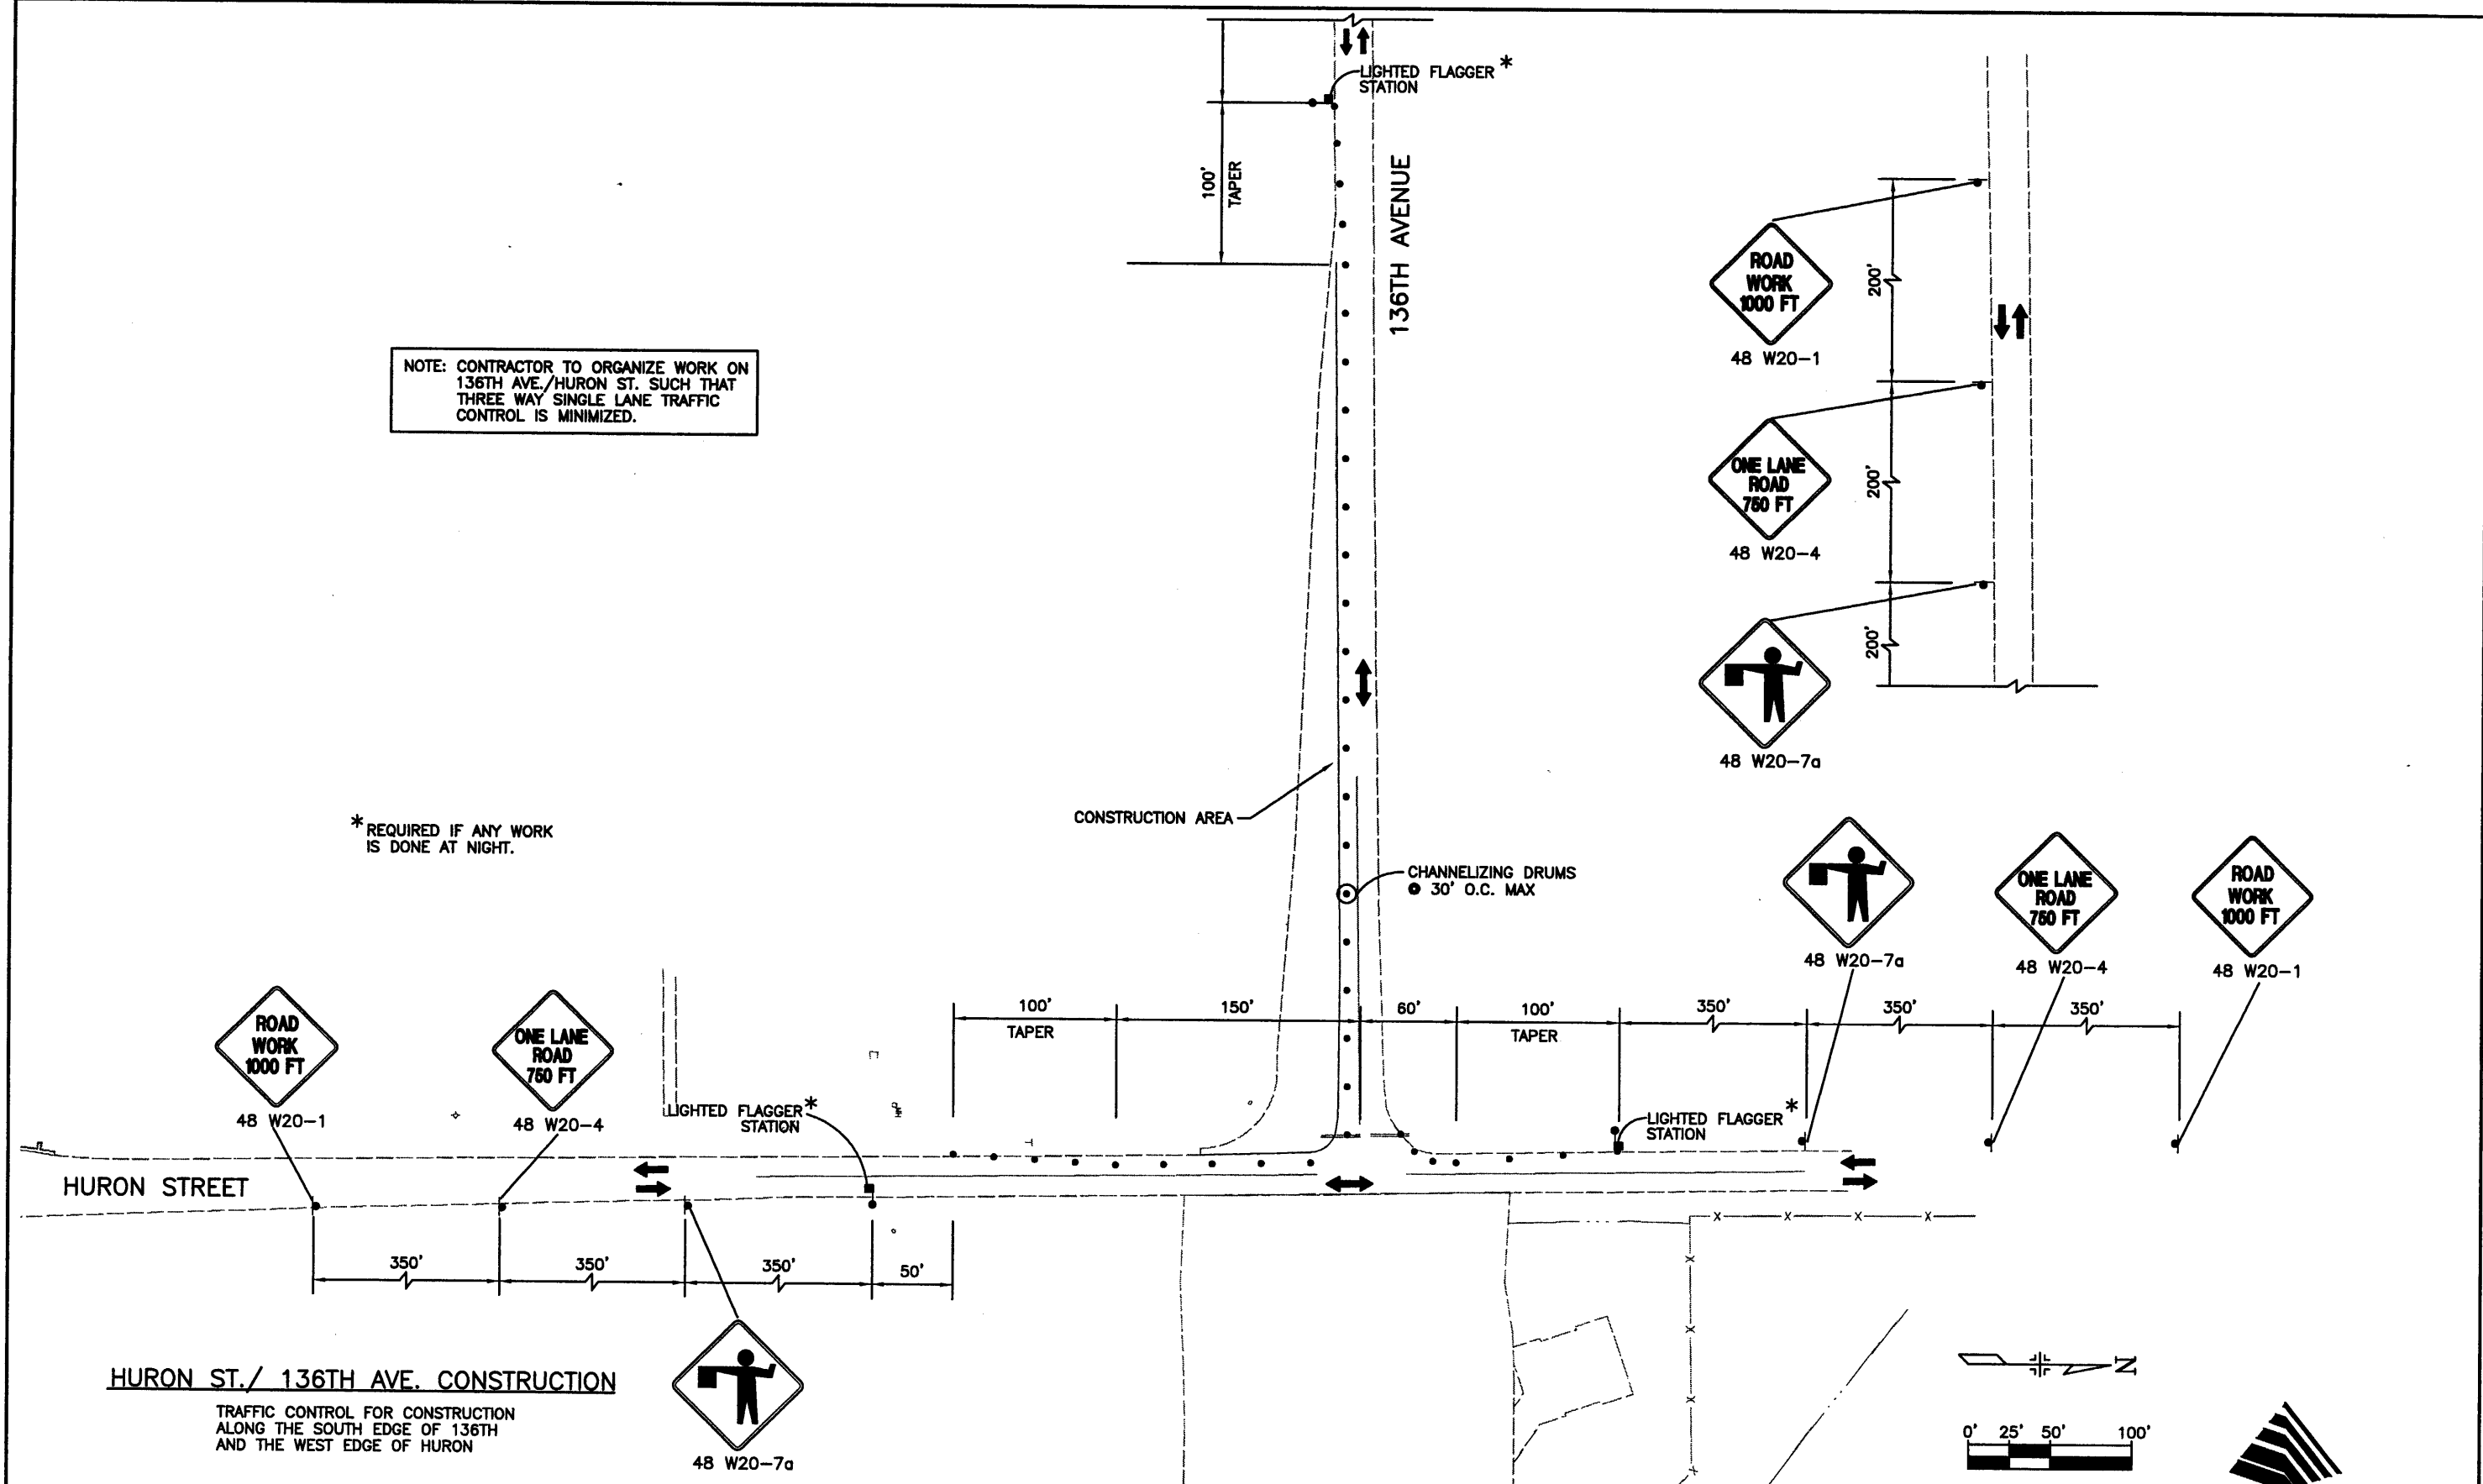 LIGHTED FLAGGER *
STATION
100'
TAPER
136TH AVENUE
ROAD
WORK
1000 FT
48 W20-1
200'
NOTE: CONTRACTOR TO ORGANIZE WORK ON
136TH AVE./HURON ST. SUCH THAT
THREE WAY SINGLE LANE TRAFFIC
CONTROL IS MINIMIZED.
ONE LANE
ROAD
750 FT
48 W20-4
200'
200'
48 W20-7a
* REQUIRED IF ANY WORK
IS DONE AT NIGHT.
CONSTRUCTION AREA
CHANNELIZING DRUMS
@ 30' O.C. MAX
48 W20-7a
ONE LANE
ROAD
750 FT
48 W20-4
ROAD
WORK
1000 FT
48 W20-1
ROAD
WORK
1000 FT
48 W20-1
ONE LANE
ROAD
750 FT
48 W20-4
100'
TAPER
150'
60'
100'
TAPER
350'
350'
350'
LIGHTED FLAGGER *
STATION
LIGHTED FLAGGER *
STATION
HURON STREET
350'
350'
350'
50'
HURON ST./ 136TH AVE. CONSTRUCTION
TRAFFIC CONTROL FOR CONSTRUCTION
ALONG THE SOUTH EDGE OF 136TH
AND THE WEST EDGE OF HURON
48 W20-7a
N
0' 25' 50' 100'